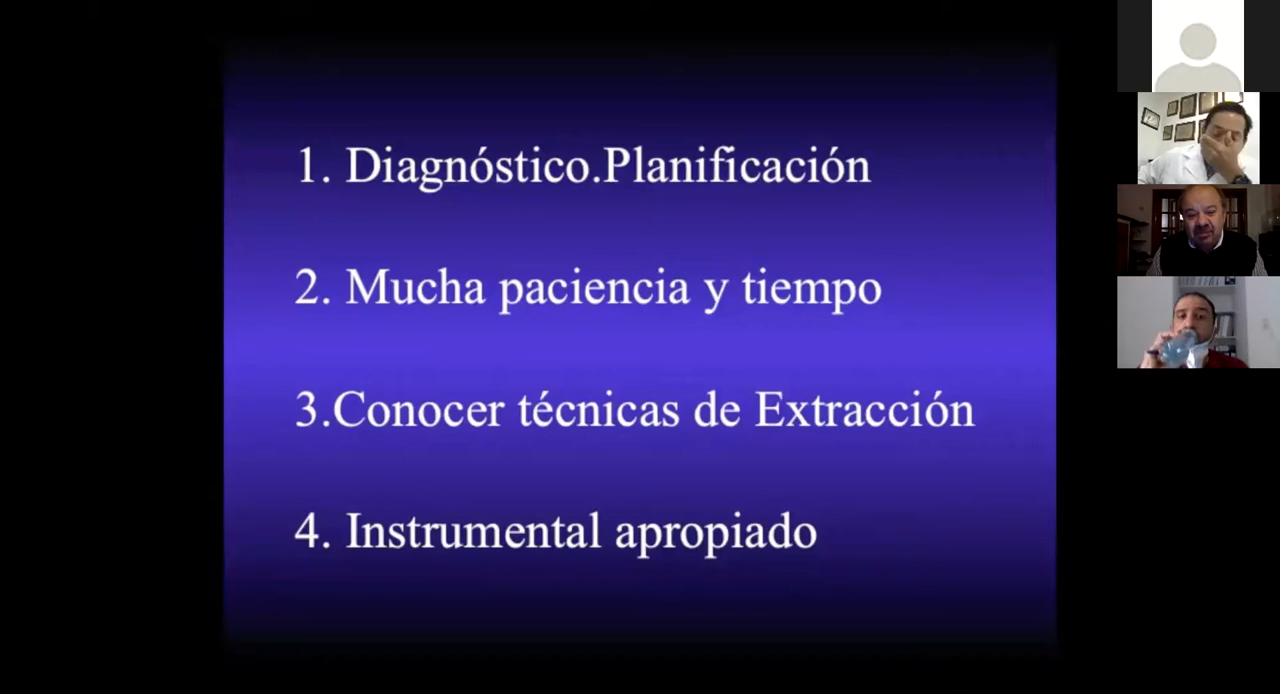 1. Diagnóstico.Planificación
2. Mucha paciencia y tiempo
3.Conocer técnicas de Extracción
4. Instrumental apropiado